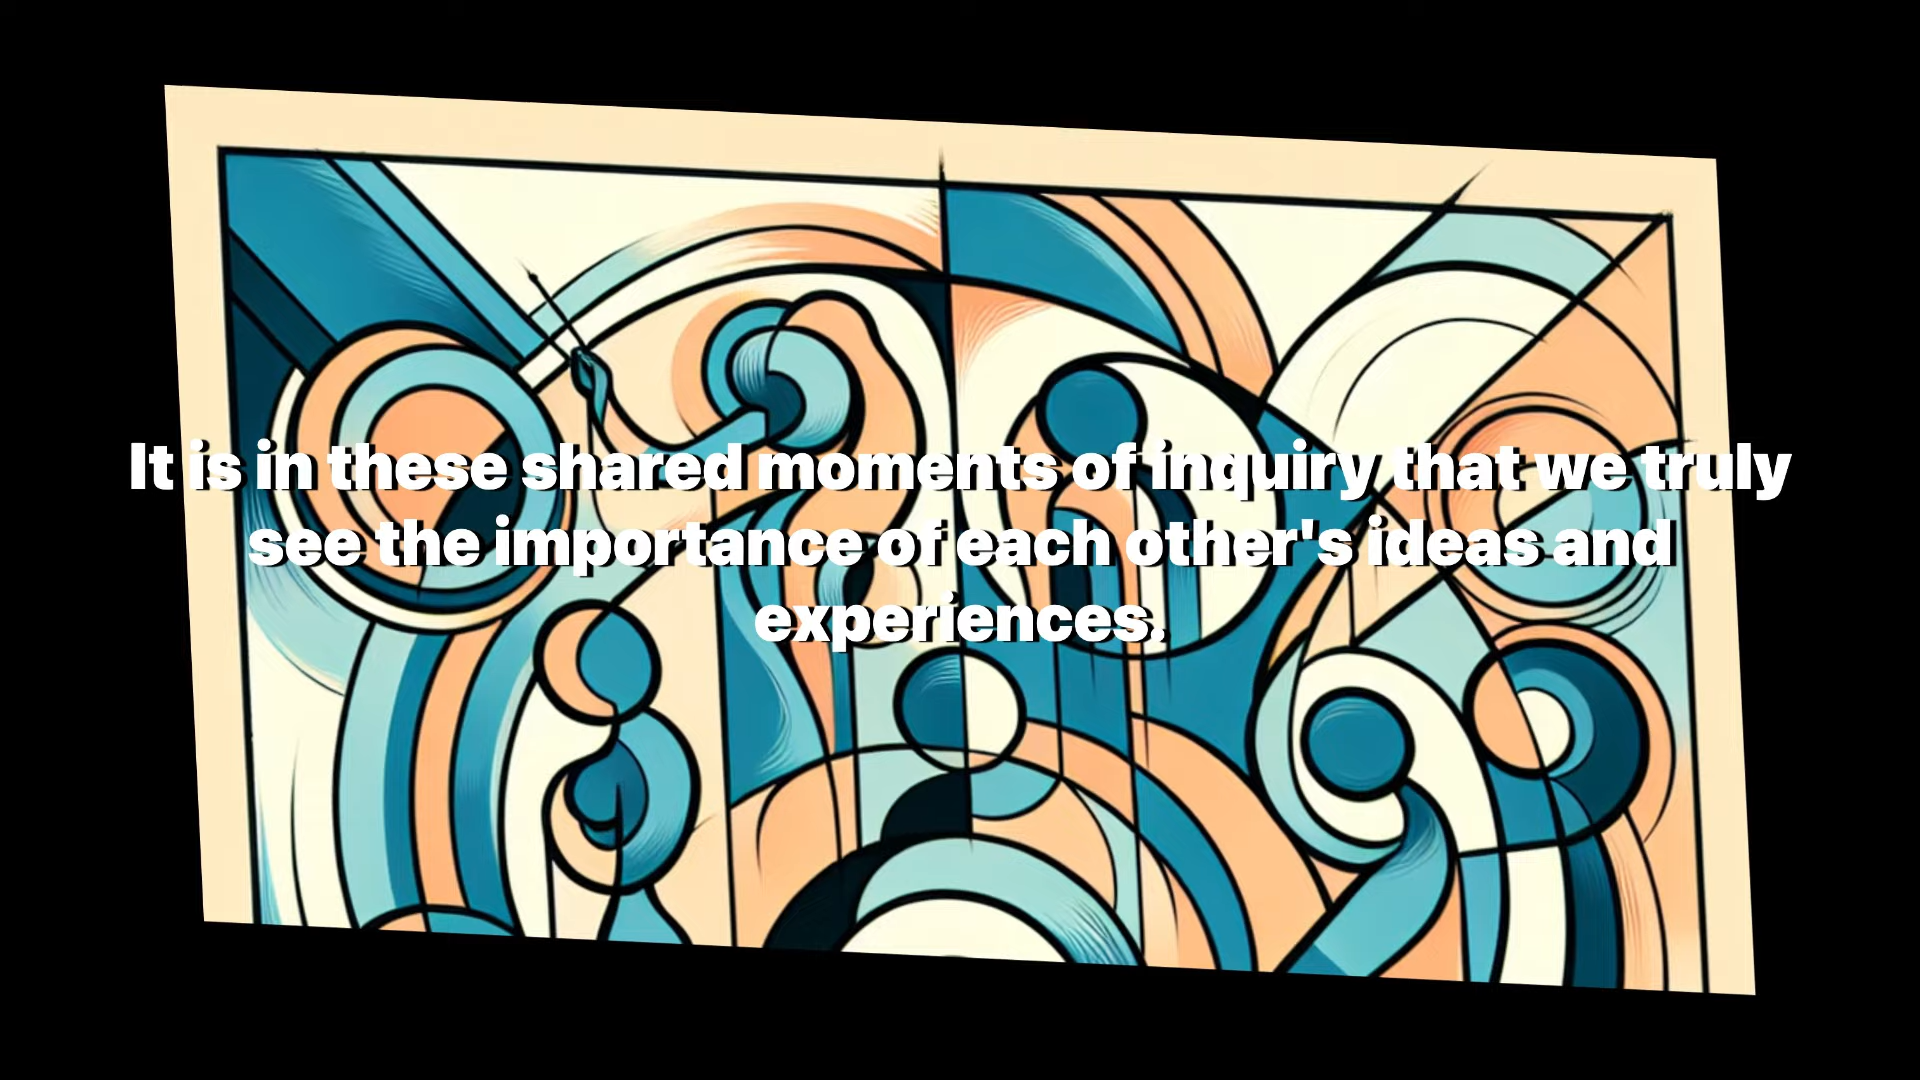 It is in these shared moments of inquiry that we truly
see the importance of each other's ideas and
experiences.